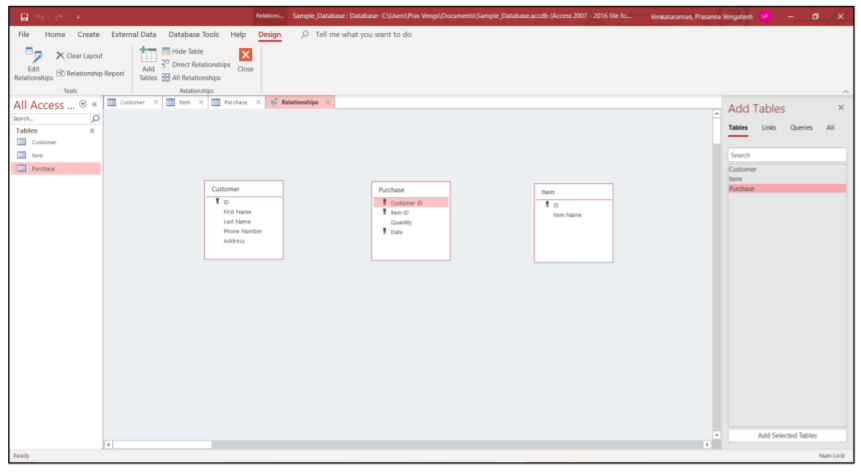 Relation... Sample_Database : Database- C:\Users\Pras Vengs\Documents\Sample_Database.accdb (Access 2007 - 2016 file fo... Venkataraman, Prasanna Vengatesh VP
File Home Create External Data Database Tools Help Design Tell me what you want to do
Edit Relationships
Clear Layout
Relationship Report
Tools
Add Tables
Hide Table
Direct Relationships
All Relationships
Close
Relationships
All Access ...
Search...
Tables
Customer
Item
Purchase
Customer Item Purchase Relationships
Customer
ID
First Name
Last Name
Phone Number
Address
Purchase
Customer ID
Item ID
Quantity
Date
Item
ID
Item Name
Add Tables
Tables Links Queries All
Search
Customer
Item
Purchase
Add Selected Tables
Ready
Num Lock